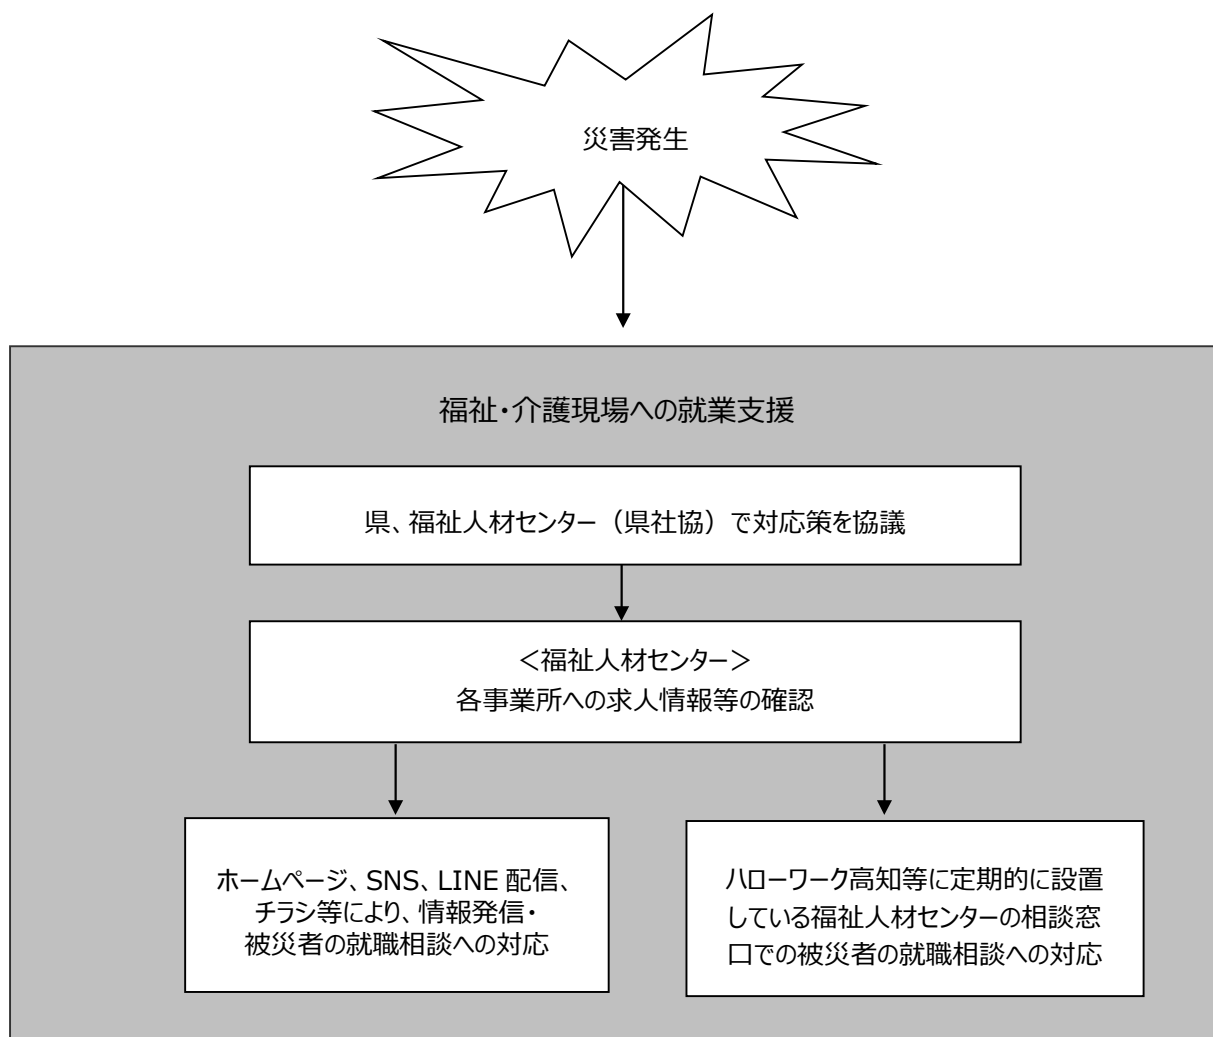 災害発生
福祉・介護現場への就業支援
県、福祉人材センター（県社協）で対応策を協議
＜福祉人材センター＞
各事業所への求人情報等の確認
ホームページ、SNS、LINE 配信、
チラシ等により、情報発信・
被災者の就職相談への対応
ハローワーク高知等に定期的に設置
している福祉人材センターの相談窓
口での被災者の就職相談への対応